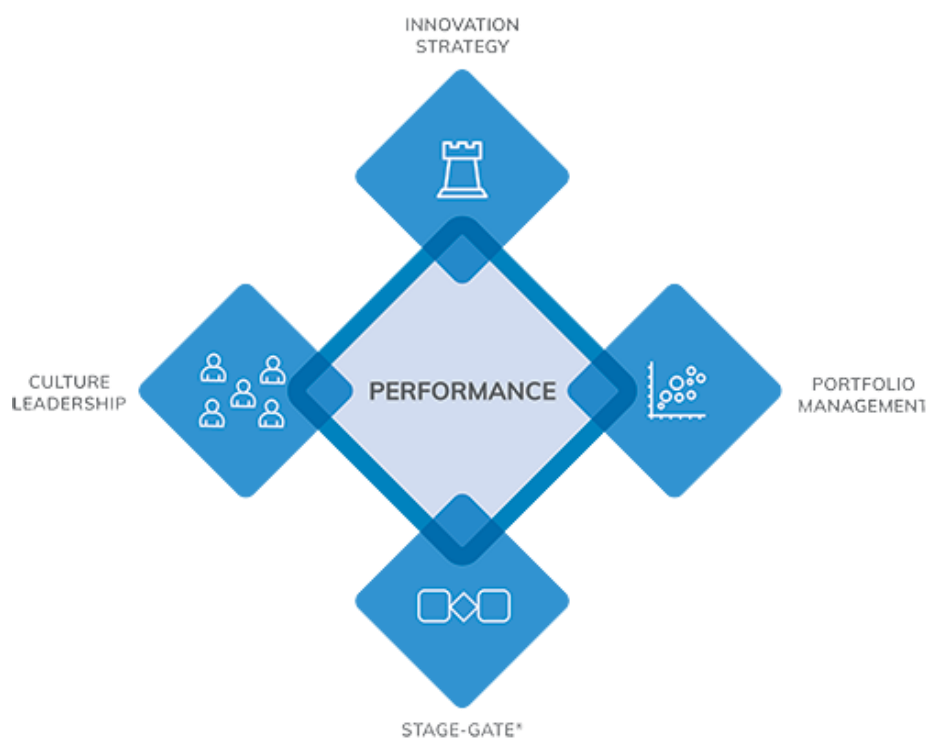 INNOVATION
STRATEGY
CULTURE
LEADERSHIP
PERFORMANCE
PORTFOLIO
MANAGEMENT
STAGE-GATE®